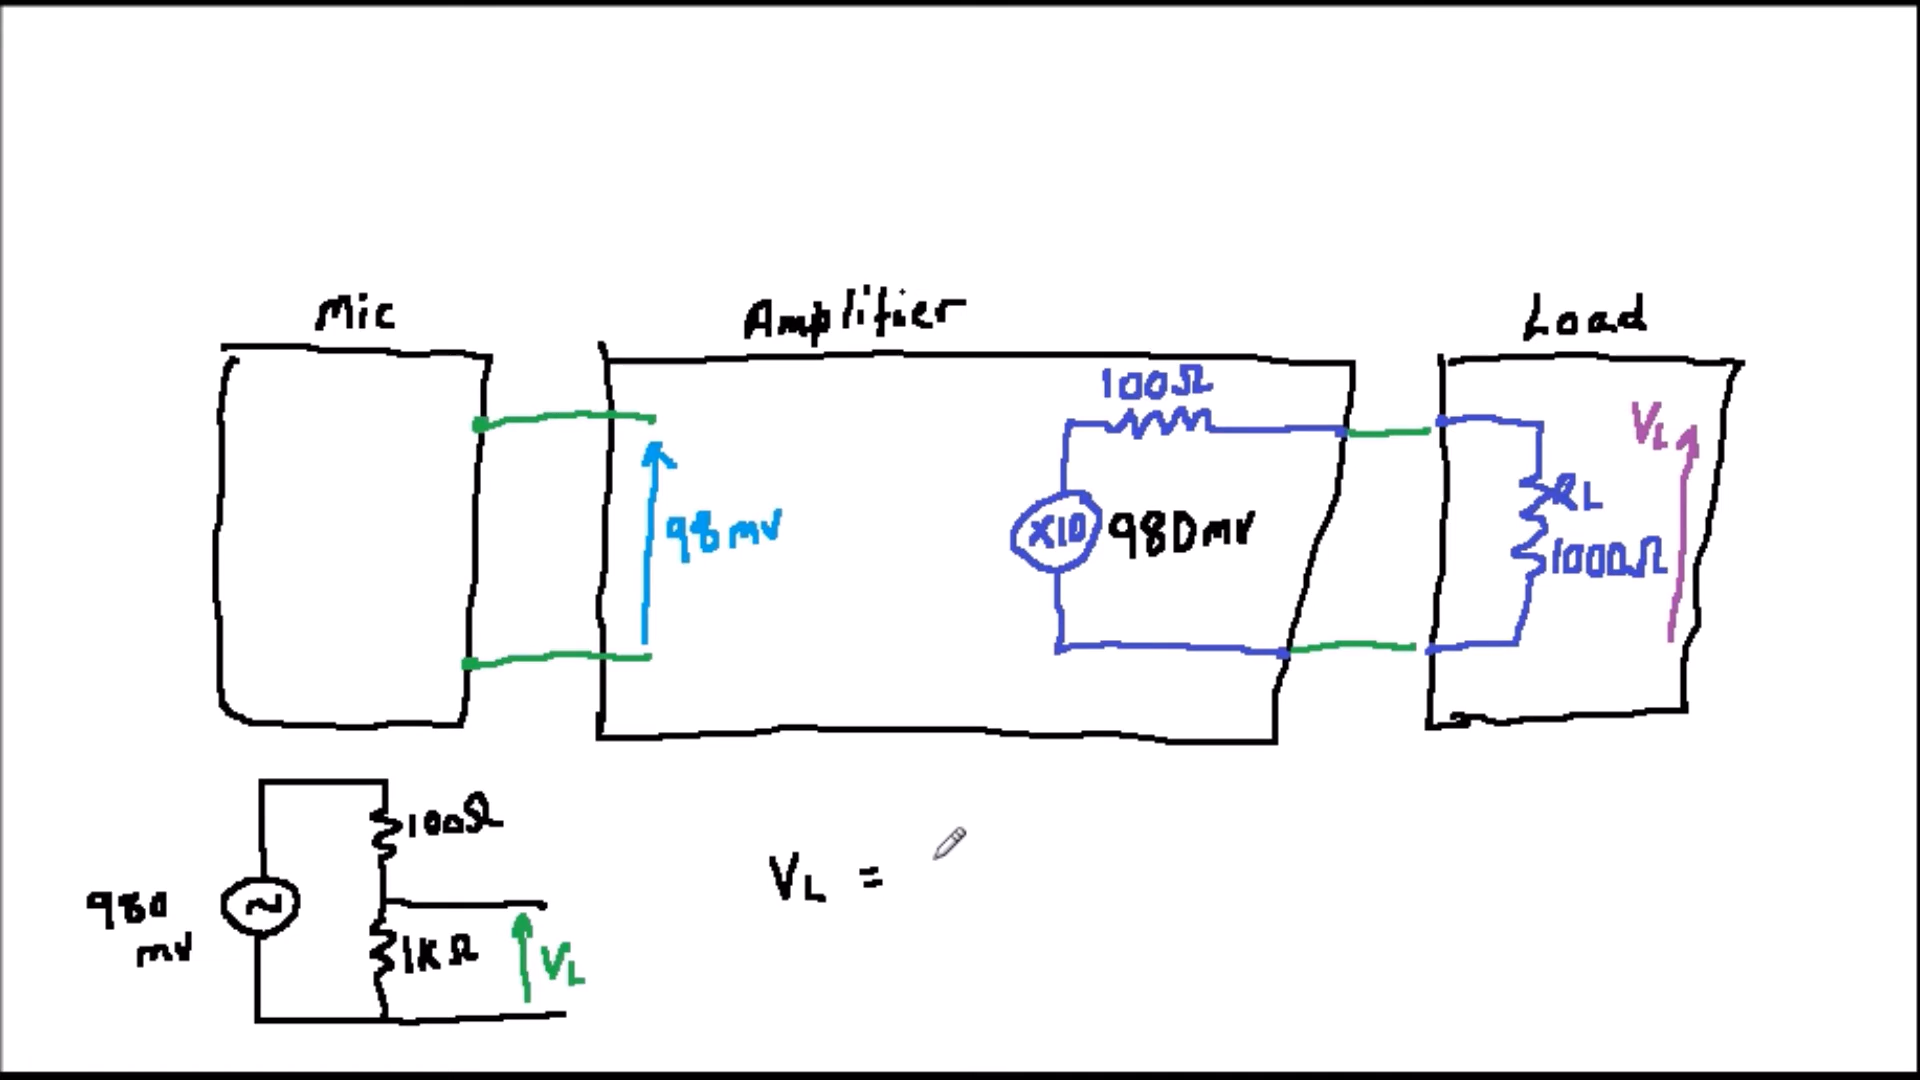 Mic
Amplifier
Load
100Ω
VL
98mV
X10
980mV
RL
1000Ω
100Ω
980
mV
1KΩ
VL
VL =